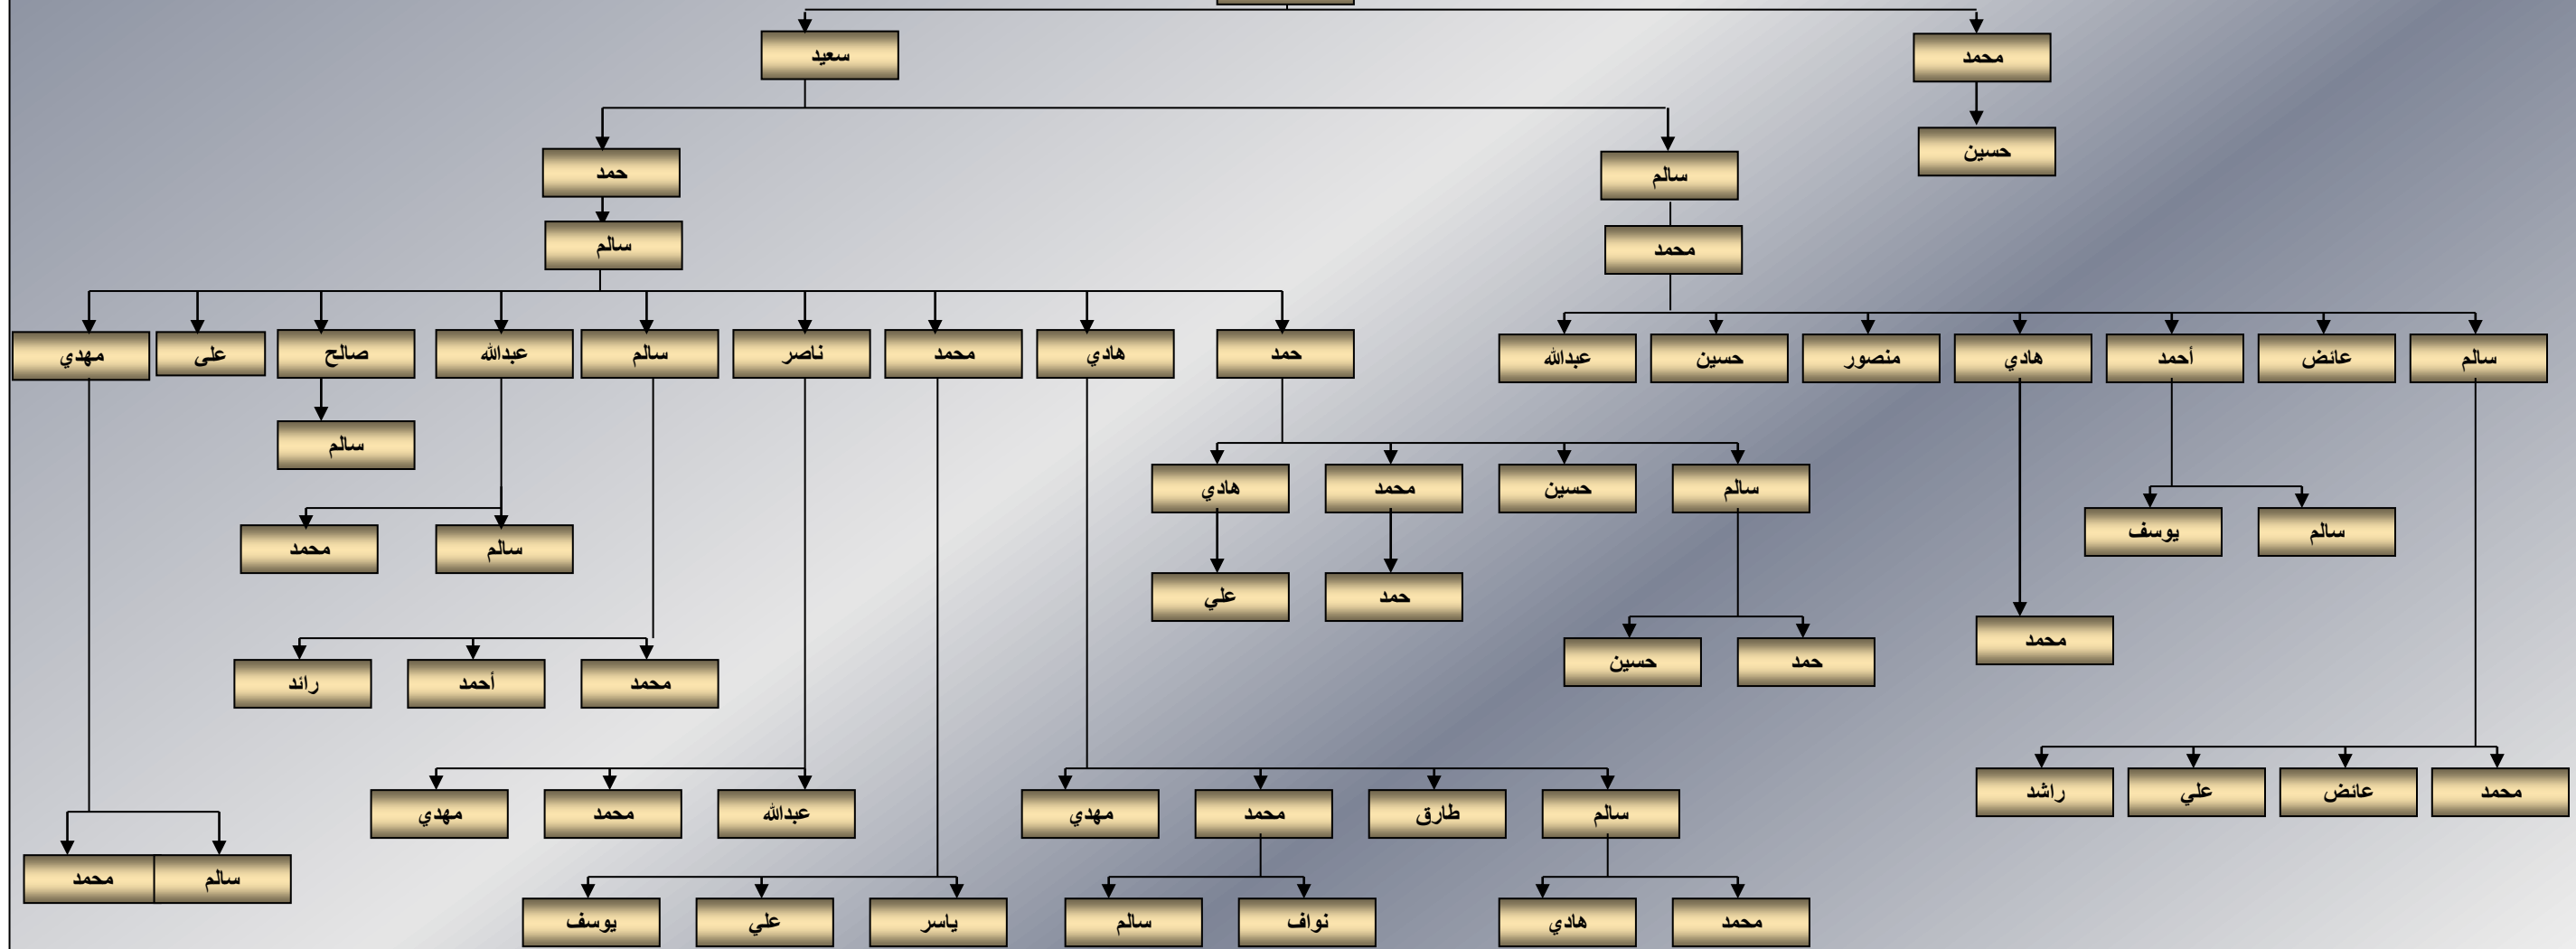 محمد
سعيد
حسين
سالم
حمد
محمد
سالم
سالم
عائض
أحمد
هادي
منصور
حسين
عبدالله
حمد
هادي
محمد
ناصر
سالم
عبدالله
صالح
على
مهدي
سالم
سالم
حسين
محمد
هادي
سالم
يوسف
سالم
محمد
حمد
علي
محمد
حمد
حسين
محمد
أحمد
رائد
محمد
عائض
علي
راشد
سالم
طارق
محمد
مهدي
عبدالله
محمد
مهدي
سالم
محمد
محمد
هادي
نواف
سالم
ياسر
علي
يوسف